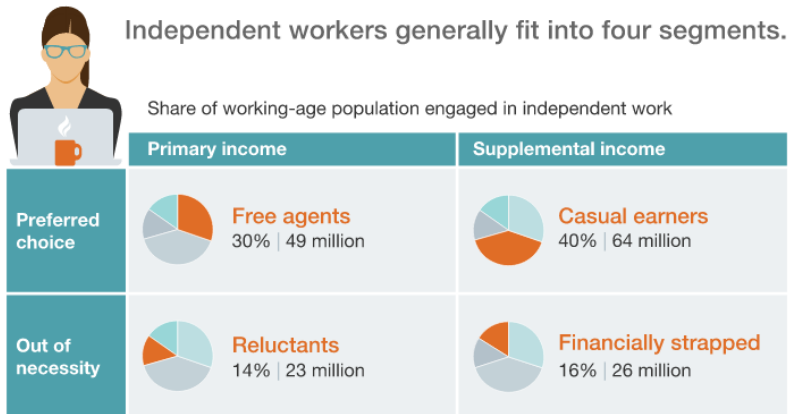 Independent workers generally fit into four segments.
Share of working-age population engaged in independent work
Primary income
Supplemental income
Preferred
choice
Free agents
30% | 49 million
Casual earners
40% | 64 million
Out of
necessity
Reluctants
14% | 23 million
Financially strapped
16% | 26 million